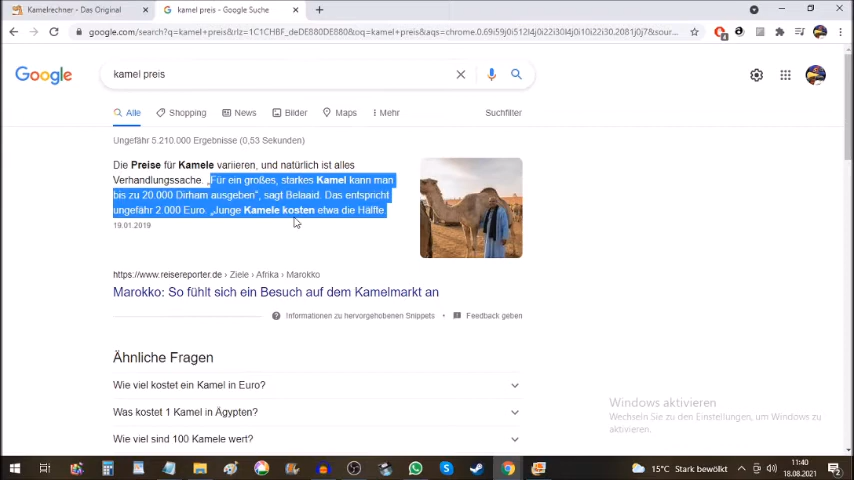 Kamelrechner - Das Original
kamel preis - Google Suche
google.com/search?q=kamel+preis&rlz=1C1CHBF_deDE880DE880&oq=kamel+preis&aqs=chrome.0.69i59j0i512l4j0i22i30l4j0i10i22i30.2081j0j7&sour...
Google
kamel preis
Alle
Shopping
News
Bilder
Maps
Mehr
Suchfilter
Ungefähr 5.210.000 Ergebnisse (0,53 Sekunden)
Die Preise für Kamele variieren, und natürlich ist alles
Verhandlungssache. „Für ein großes, starkes Kamel kann man
bis zu 20.000 Dirham ausgeben", sagt Belaaid. Das entspricht
ungefähr 2.000 Euro. „Junge Kamele kosten etwa die Hälfte
19.01.2019
https://www.reisereporter.de › Ziele › Afrika › Marokko
Marokko: So fühlt sich ein Besuch auf dem Kamelmarkt an
Informationen zu hervorgehobenen Snippets
Feedback geben
Ähnliche Fragen
Wie viel kostet ein Kamel in Euro?
Was kostet 1 Kamel in Ägypten?
Wie viel sind 100 Kamele wert?
Windows aktivieren
Wechseln Sie zu den Einstellungen, um Windows zu
aktivieren.
15°C Stark bewölkt
11:40
18.08.2021